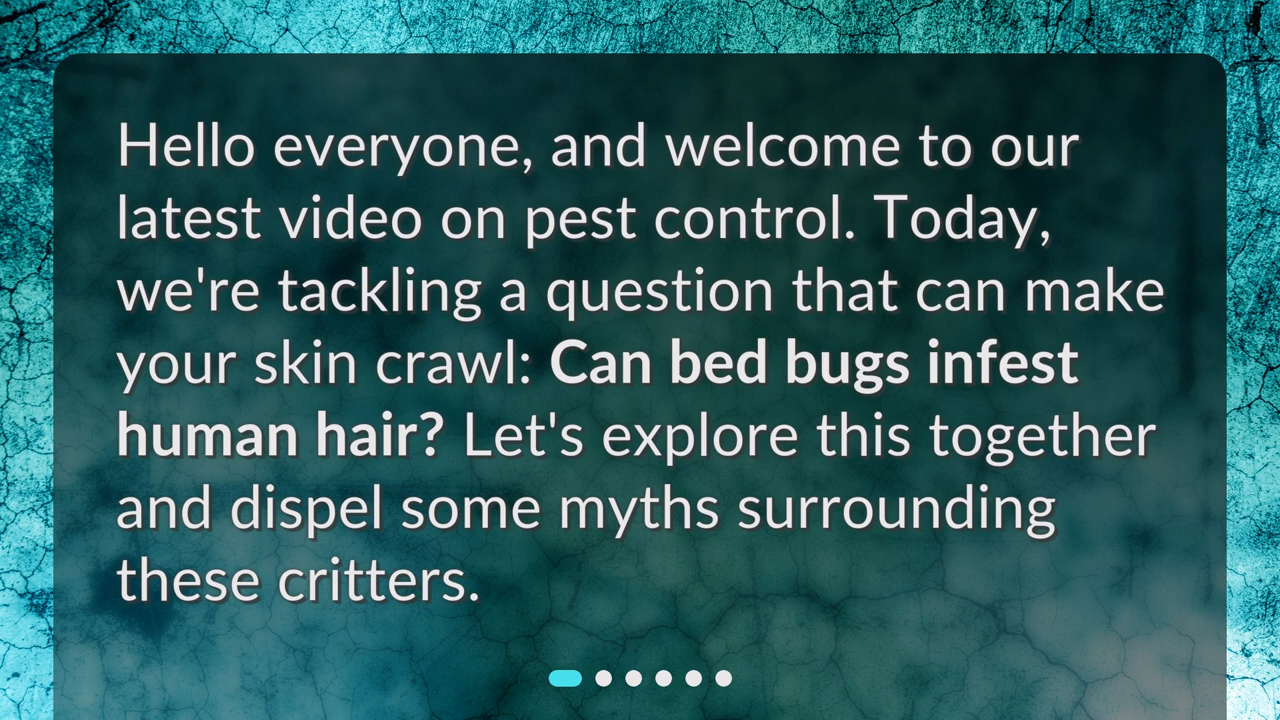 Hello everyone, and welcome to our
latest video on pest control. Today,
we're tackling a question that can make
your skin crawl: Can bed bugs infest
human hair? Let's explore this together
and dispel some myths surrounding
these critters.